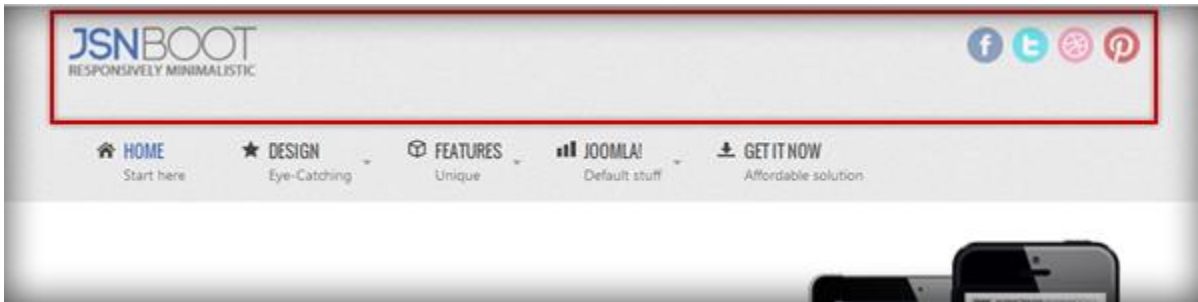 JSNBOOT
RESPONSIVELY MINIMALISTIC
HOME DESIGN FEATURES JOOMLA! GET IT NOW
Start here Eye-Catching Unique Default stuff Affordable solution